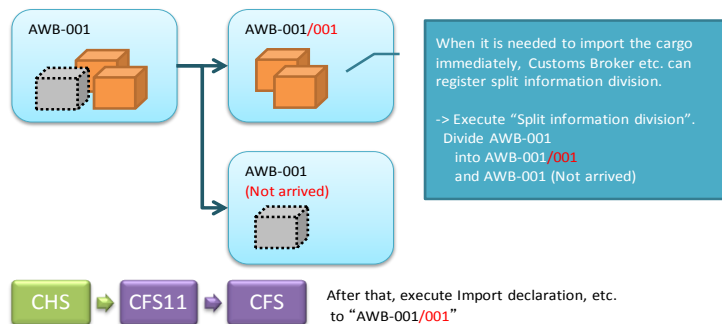 AWB-001
AWB-001/001
When it is needed to import the cargo
immediately, Customs Broker etc. can
register split information division.
-> Execute “Split information division”.
Divide AWB-001
into AWB-001/001
and AWB-001 (Not arrived)
AWB-001
(Not arrived)
CHS
CFS11
CFS
After that, execute Import declaration, etc.
to “AWB-001/001”